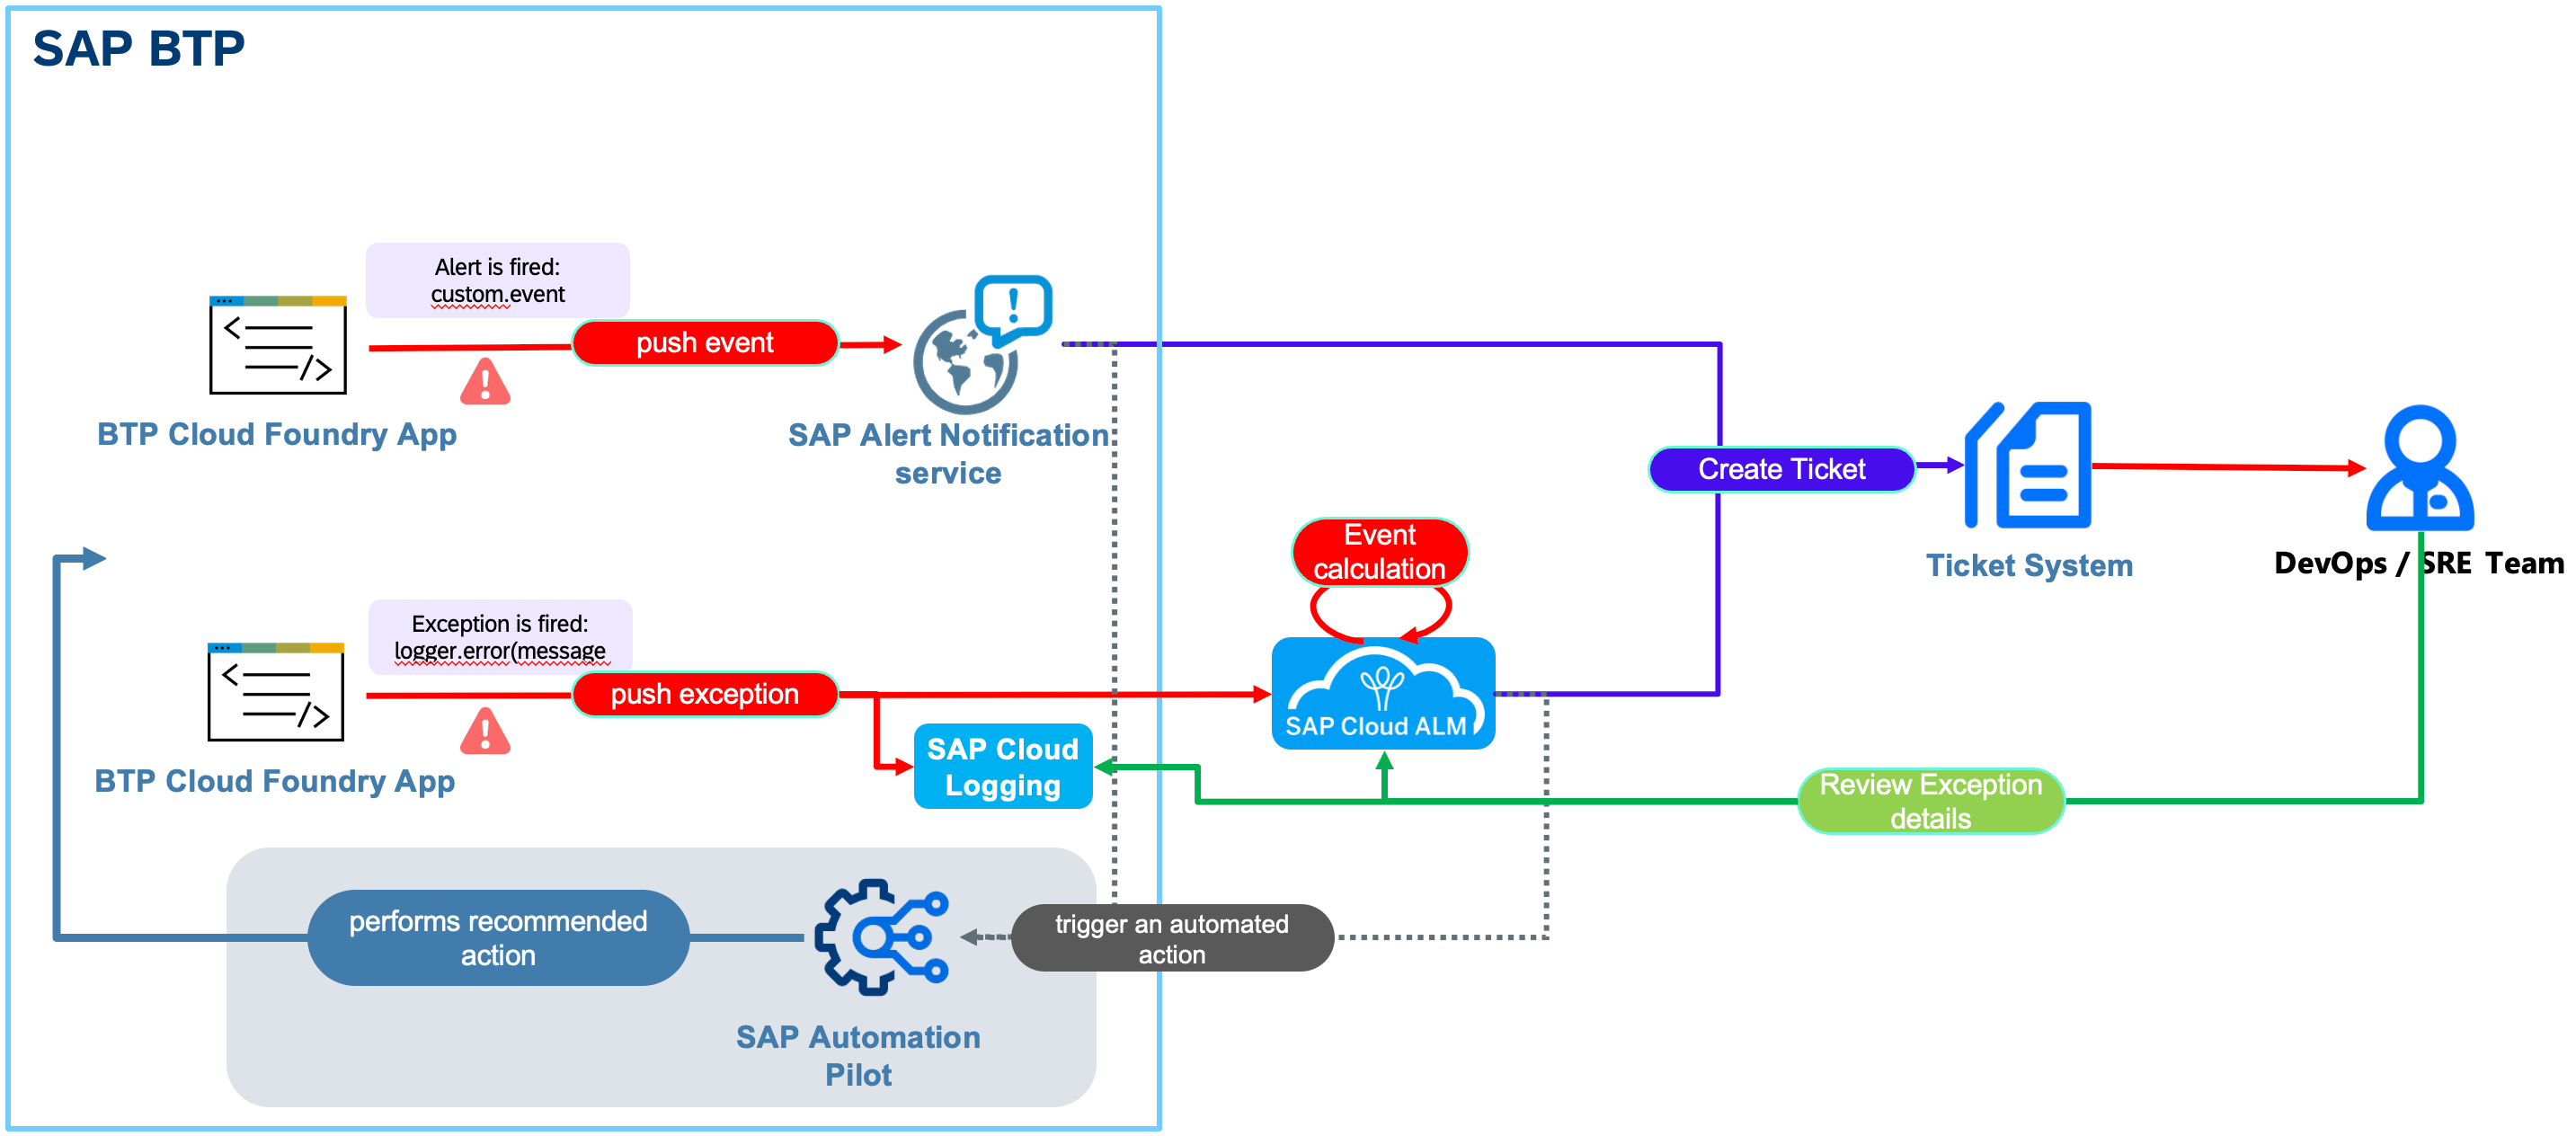 SAP BTP
Alert is fired:
custom.event
push event
BTP Cloud Foundry App
SAP Alert Notification
service
Create Ticket
Ticket System
DevOps / SRE Team
Event
calculation
Exception is fired:
logger.error(message
push exception
BTP Cloud Foundry App
SAP Cloud
Logging
SAP Cloud ALM
Review Exception
details
performs recommended
action
trigger an automated
action
SAP Automation
Pilot